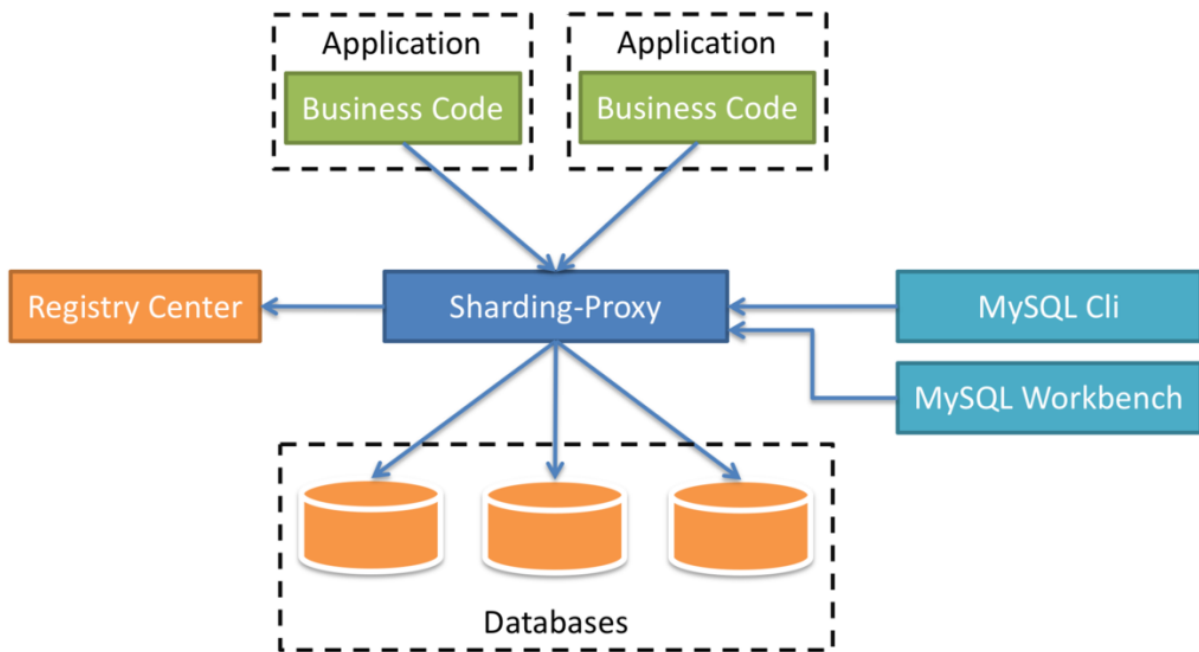 Application
Application
Business Code
Business Code
Registry Center
Sharding-Proxy
MySQL Cli
MySQL Workbench
Databases